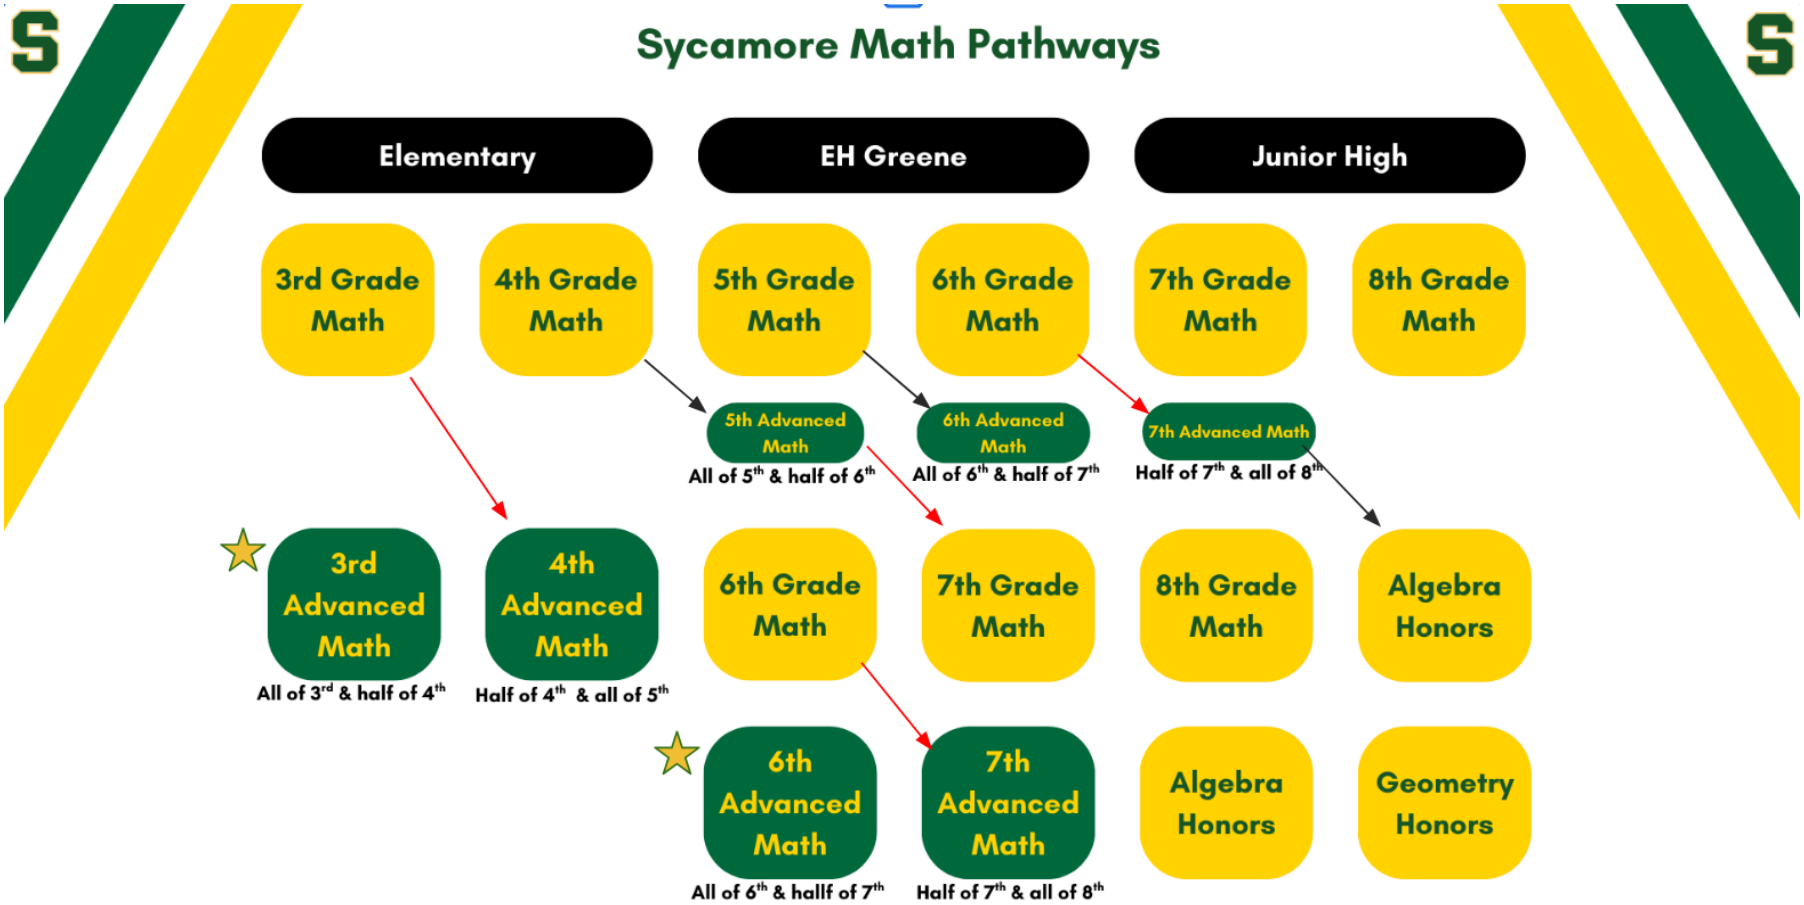 S
Sycamore Math Pathways
S
Elementary
EH Greene
Junior High
3rd Grade
Math
4th Grade
Math
5th Grade
Math
6th Grade
Math
7th Grade
Math
8th Grade
Math
5th Advanced
Math
All of 5th & half of 6th
6th Advanced
Math
All of 6th & half of 7th
7th Advanced Math
Half of 7th & all of 8th
3rd
Advanced
Math
All of 3rd & half of 4th
4th
Advanced
Math
Half of 4th & all of 5th
6th Grade
Math
7th Grade
Math
8th Grade
Math
Algebra
Honors
6th
Advanced
Math
All of 6th & hallf of 7th
7th
Advanced
Math
Half of 7th & all of 8th
Algebra
Honors
Geometry
Honors